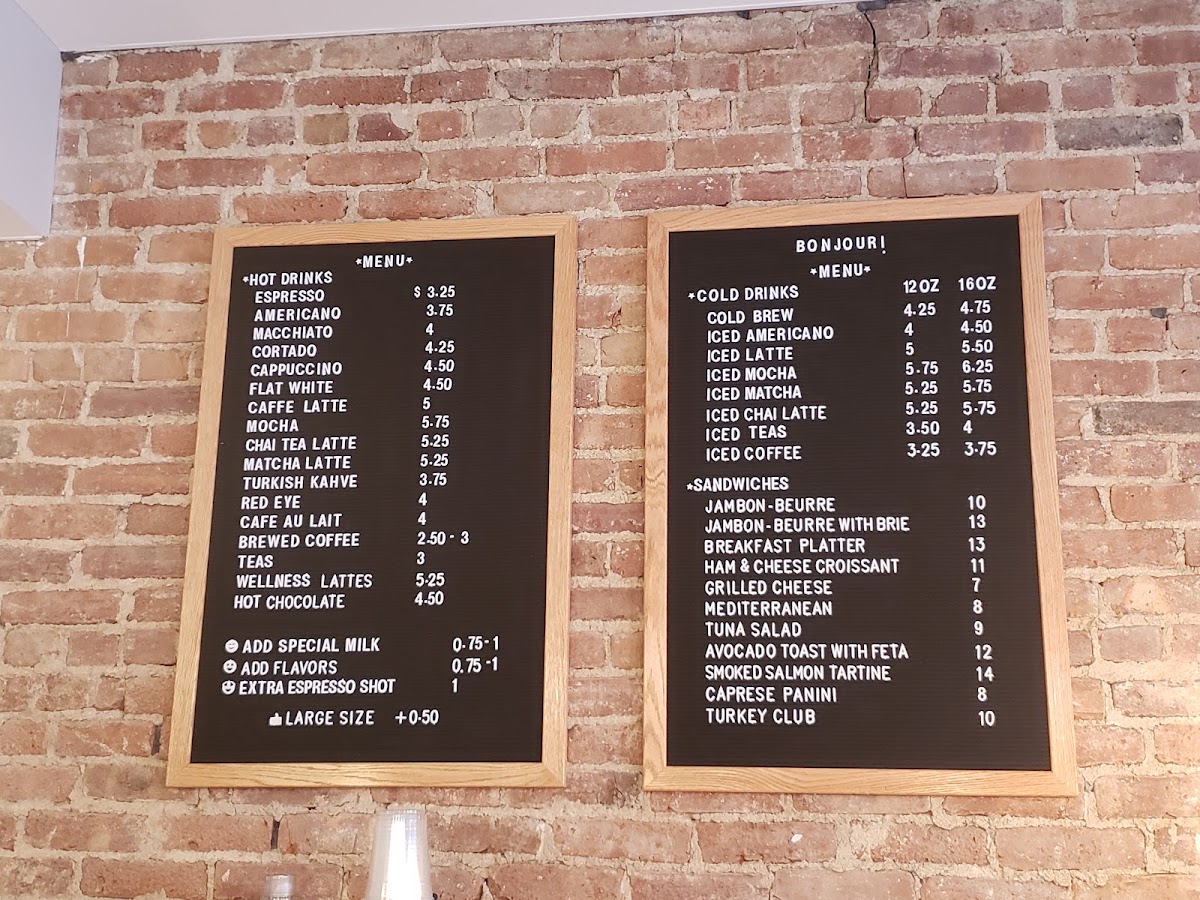 *MENU*
*HOT DRINKS
ESPRESSO $ 3.25
AMERICANO 3.75
MACCHIATO 4
CORTADO 4.25
CAPPUCCINO 4.50
FLAT WHITE 4.50
CAFFE LATTE 5
MOCHA 5.75
CHAI TEA LATTE 5.25
MATCHA LATTE 5.25
TURKISH KAHVE 3.75
RED EYE 4
CAFE AU LAIT 4
BREWED COFFEE 2.50 - 3
TEAS 3
WELLNESS LATTES 5.25
HOT CHOCOLATE 4.50
ADD SPECIAL MILK 0.75-1
ADD FLAVORS 0.75-1
EXTRA ESPRESSO SHOT 1
LARGE SIZE +0.50
BONJOUR!
*MENU*
*COLD DRINKS 12OZ 16OZ
COLD BREW 4.25 4.75
ICED AMERICANO 4 4.50
ICED LATTE 5 5.50
ICED MOCHA 5.75 6.25
ICED MATCHA 5.25 5.75
ICED CHAI LATTE 5.25 5.75
ICED TEAS 3.50 4
ICED COFFEE 3.25 3.75
*SANDWICHES
JAMBON-BEURRE 10
JAMBON-BEURRE WITH BRIE 13
BREAKFAST PLATTER 13
HAM & CHEESE CROISSANT 11
GRILLED CHEESE 7
MEDITERRANEAN 8
TUNA SALAD 9
AVOCADO TOAST WITH FETA 12
SMOKED SALMON TARTINE 14
CAPRESE PANINI 8
TURKEY CLUB 10